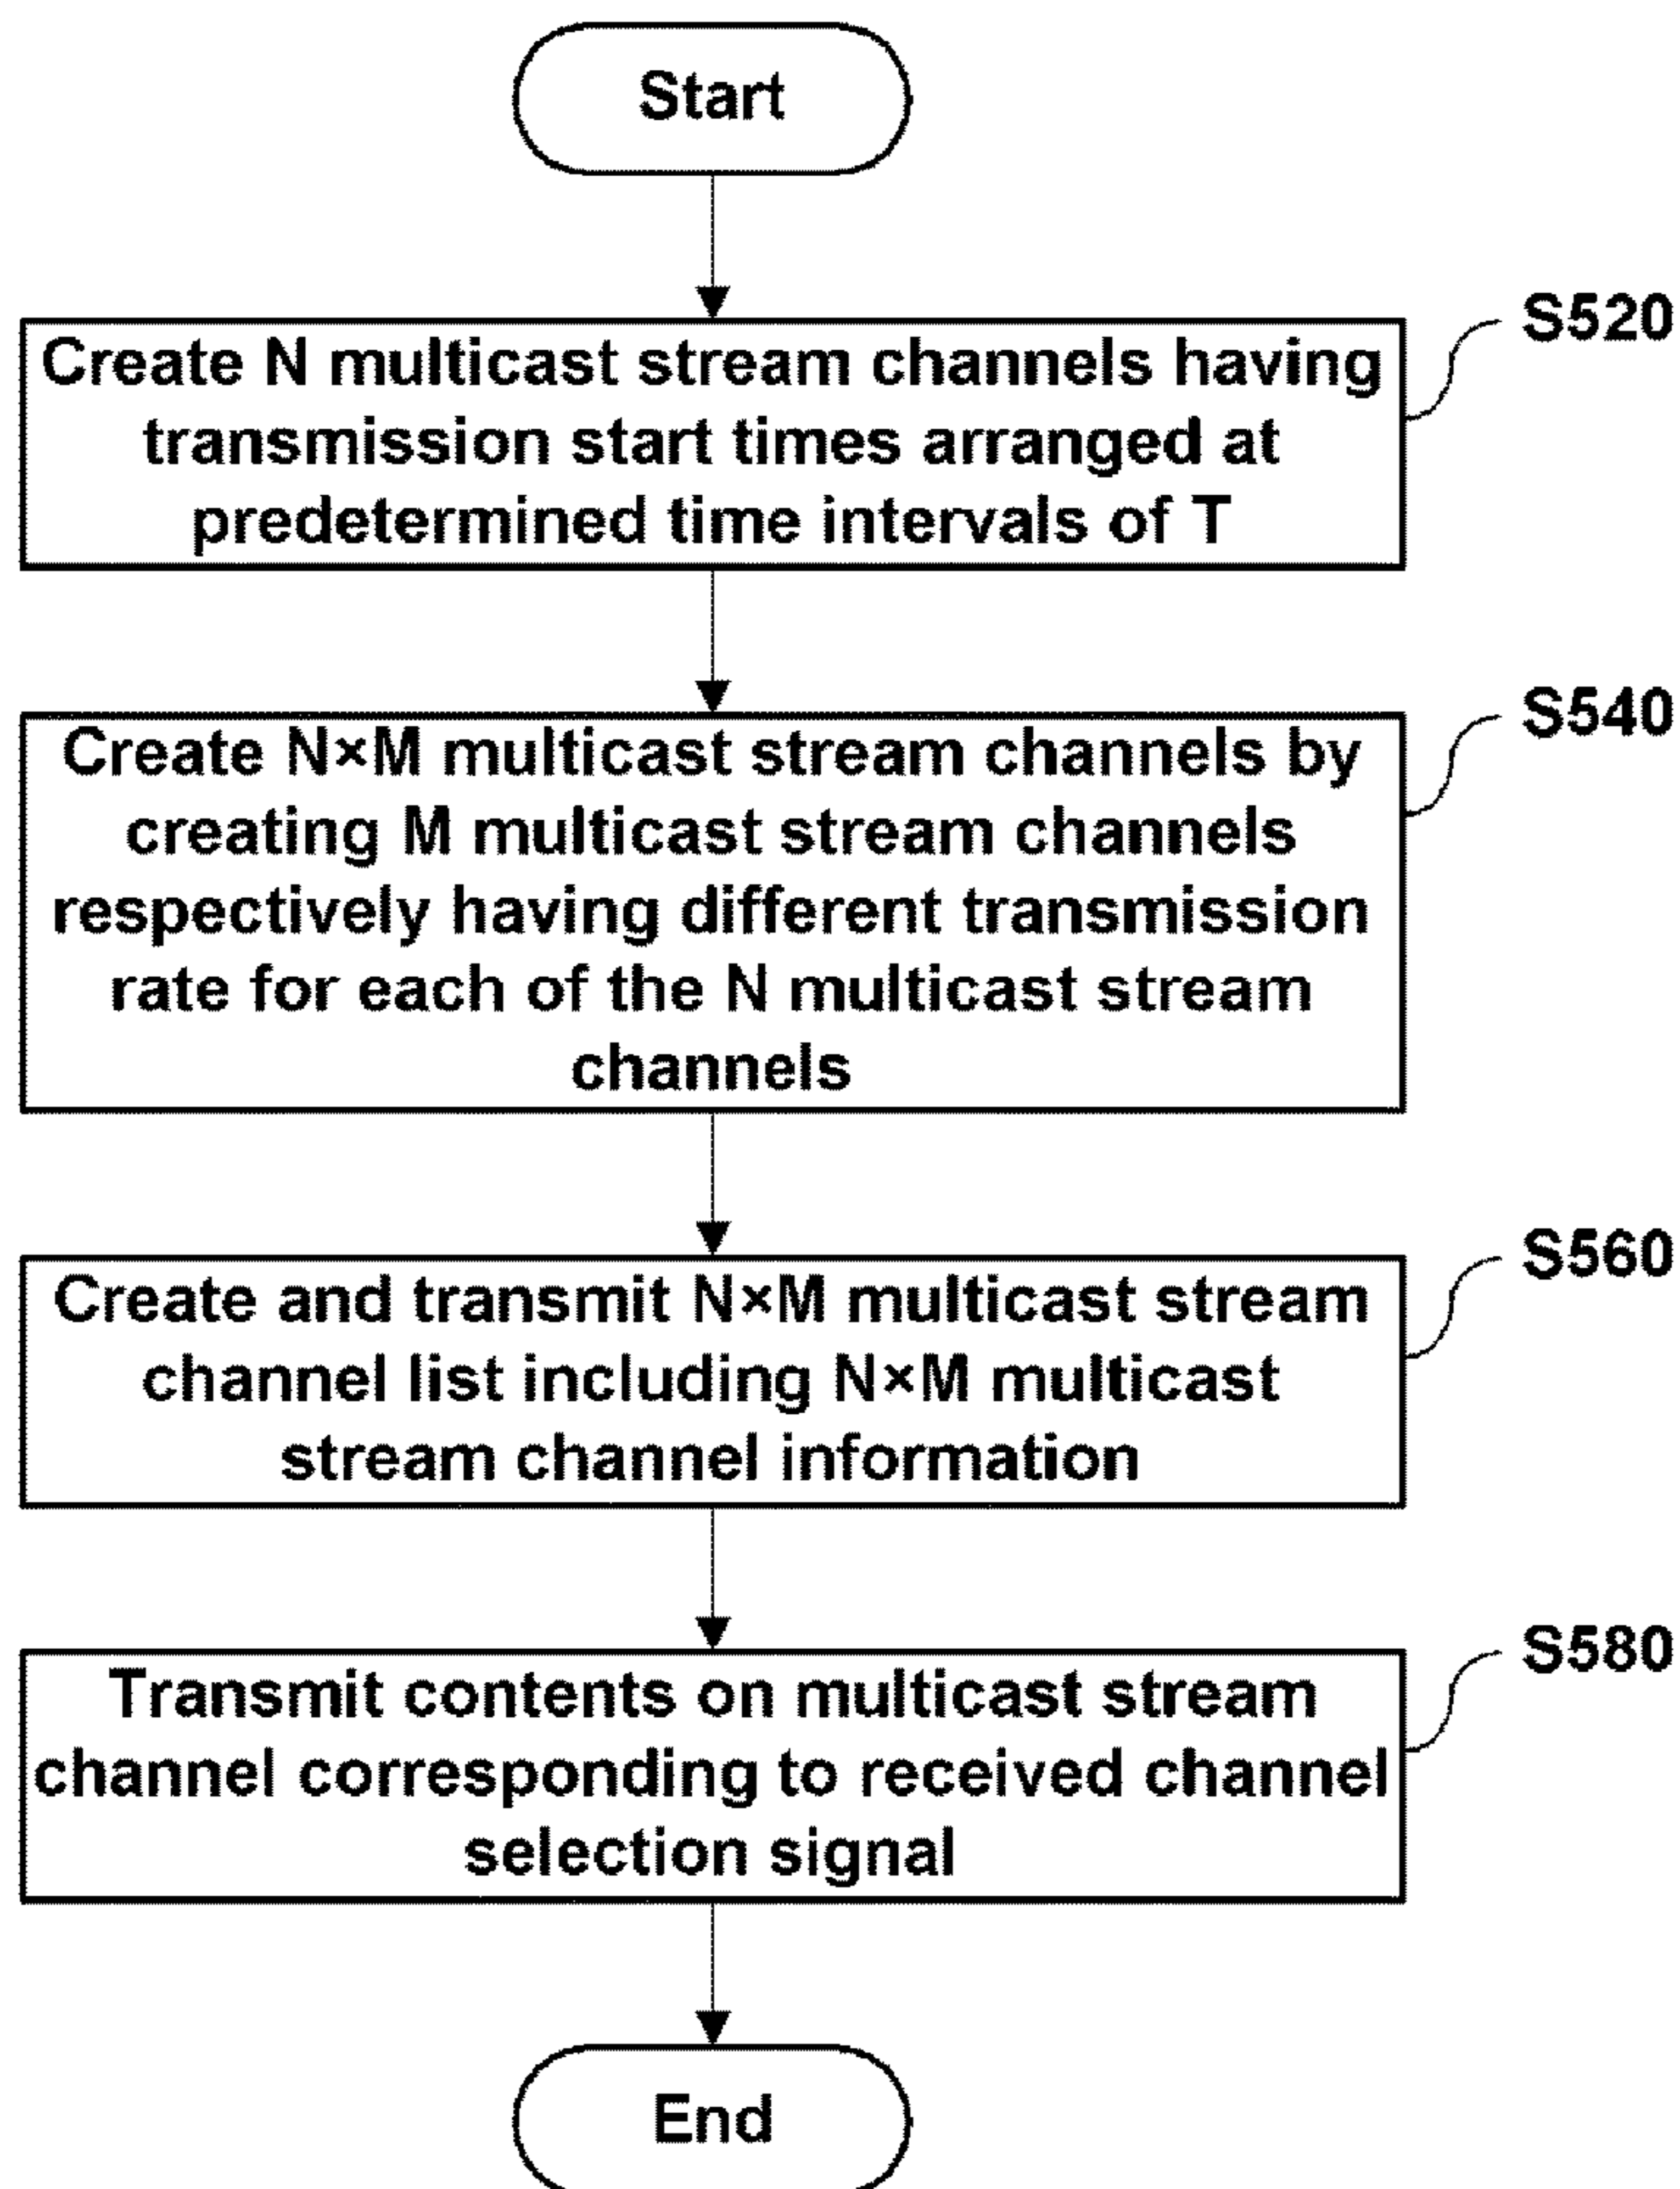 Start
S520
Create N multicast stream channels having
transmission start times arranged at
predetermined time intervals of T
S540
Create N×M multicast stream channels by
creating M multicast stream channels
respectively having different transmission
rate for each of the N multicast stream
channels
S560
Create and transmit N×M multicast stream
channel list including N×M multicast
stream channel information
S580
Transmit contents on multicast stream
channel corresponding to received channel
selection signal
End